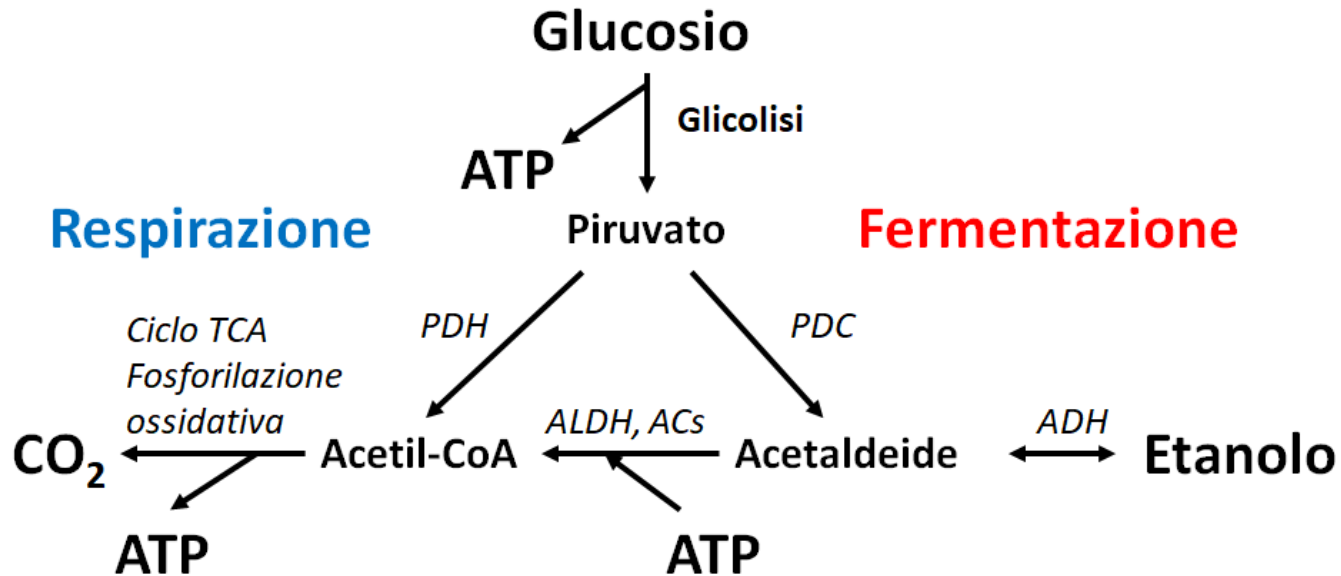 Glucosio
Glicolisi
ATP
Respirazione
Piruvato
Fermentazione
Ciclo TCA
Fosforilazione
ossidativa
PDH
PDC
ALDH, ACs
ADH
CO₂
Acetil-CoA
Acetaldeide
Etanolo
ATP
ATP